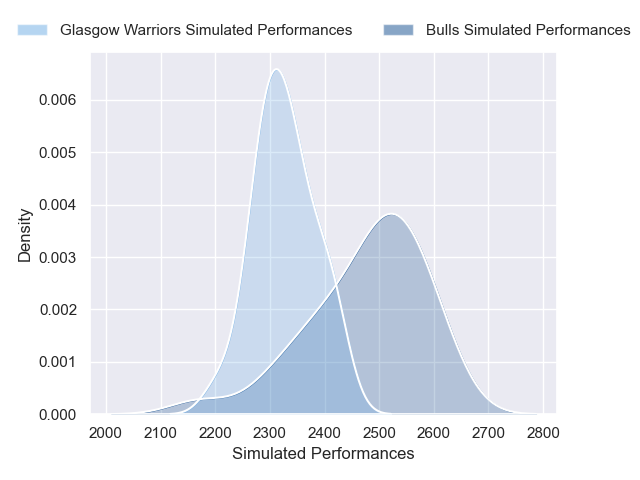 Glasgow Warriors Simulated Performances Bulls Simulated Performances
0.006
0.005
0.004
0.003
0.002
0.001
0.000
Density
2000 2100 2200 2300 2400 2500 2600 2700 2800
Simulated Performances